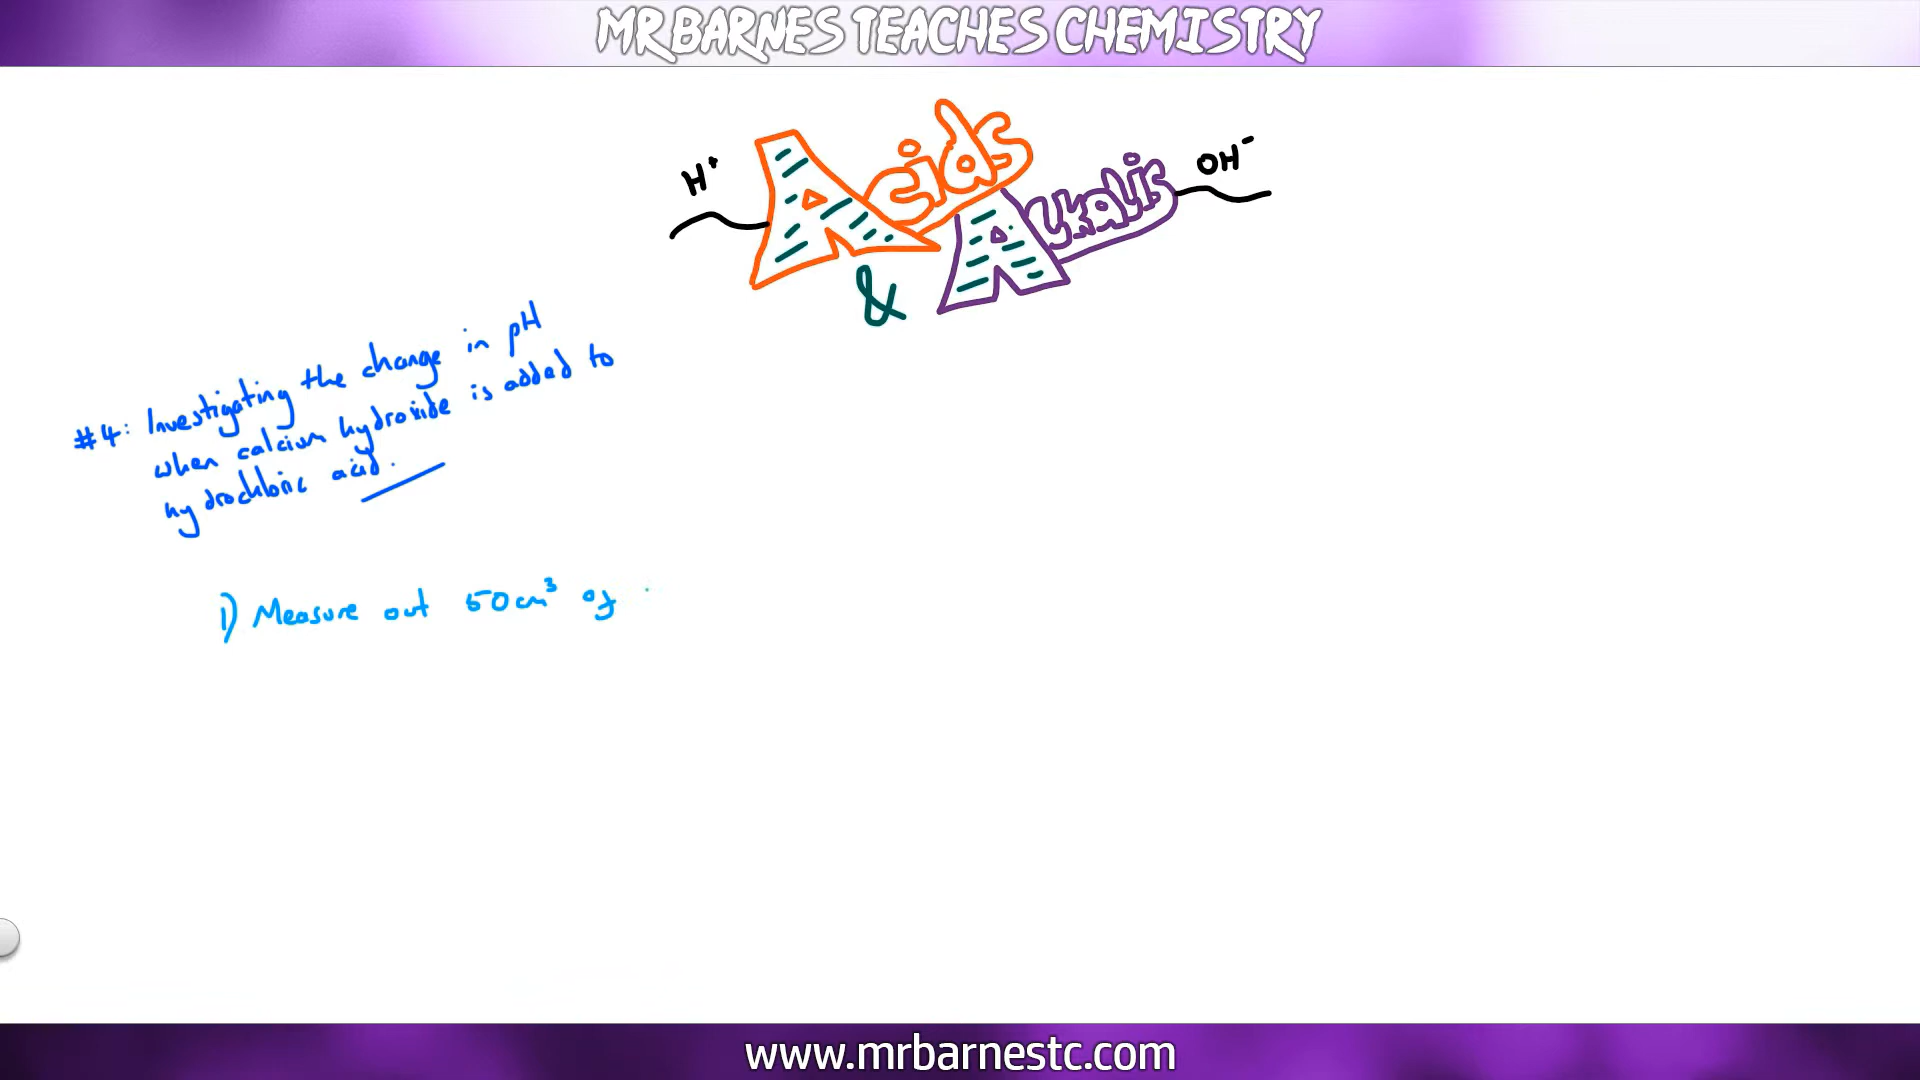 MR BARNES TEACHES CHEMISTRY
H⁺
Acids
&
Alkalis
OH⁻
#4: Investigating the change in pH
when calcium hydroxide is added to
hydrochloric acid.
1) Measure out 50cm³ of
www.mrbarnestc.com